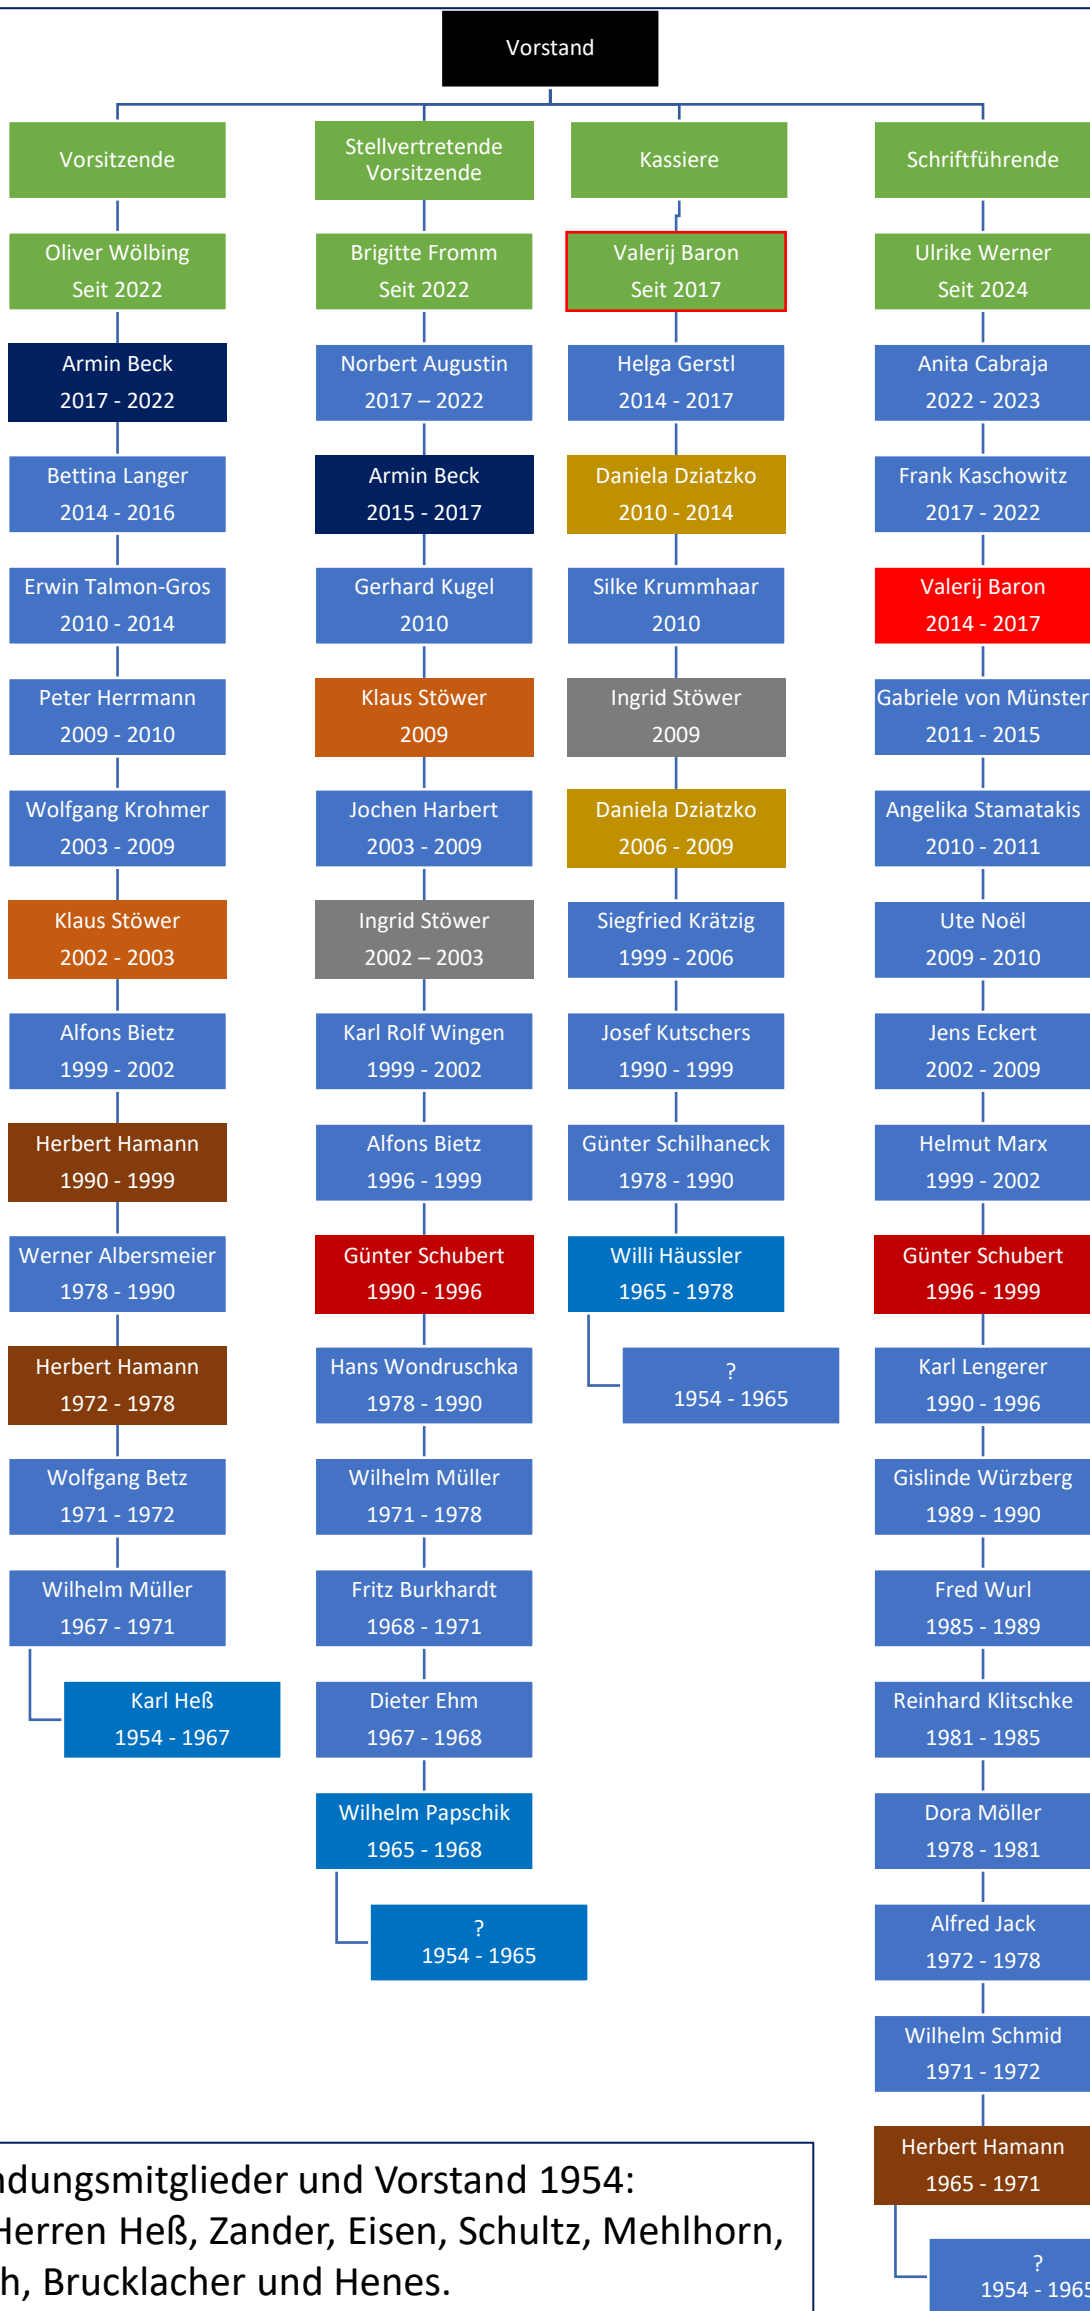 Vorstand
Vorsitzende
Oliver Wölbing
Seit 2022
Armin Beck
2017 - 2022
Bettina Langer
2014 - 2016
Erwin Talmon-Gros
2010 - 2014
Peter Herrmann
2009 - 2010
Wolfgang Krohmer
2003 - 2009
Klaus Stöwer
2002 - 2003
Alfons Bietz
1999 - 2002
Herbert Hamann
1990 - 1999
Werner Albersmeier
1978 - 1990
Herbert Hamann
1972 - 1978
Wolfgang Betz
1971 - 1972
Wilhelm Müller
1967 - 1971
Karl Heß
1954 - 1967
Stellvertretende
Vorsitzende
Brigitte Fromm
Seit 2022
Norbert Augustin
2017 – 2022
Armin Beck
2015 - 2017
Gerhard Kugel
2010
Klaus Stöwer
2009
Jochen Harbert
2003 - 2009
Ingrid Stöwer
2002 – 2003
Karl Rolf Wingen
1999 - 2002
Alfons Bietz
1996 - 1999
Günter Schubert
1990 - 1996
Hans Wondruschka
1978 - 1990
Wilhelm Müller
1971 - 1978
Fritz Burkhardt
1968 - 1971
Dieter Ehm
1967 - 1968
Wilhelm Papschik
1965 - 1968
?
1954 - 1965
Kassiere
Valerij Baron
Seit 2017
Helga Gerstl
2014 - 2017
Daniela Dziatzko
2010 - 2014
Silke Krummhaar
2010
Ingrid Stöwer
2009
Daniela Dziatzko
2006 - 2009
Siegfried Krätzig
1999 - 2006
Josef Kutschers
1990 - 1999
Günter Schilhaneck
1978 - 1990
Willi Häussler
1965 - 1978
?
1954 - 1965
Schriftführende
Ulrike Werner
Seit 2024
Anita Cabraja
2022 - 2023
Frank Kaschowitz
2017 - 2022
Valerij Baron
2014 - 2017
Gabriele von Münster
2011 - 2015
Angelika Stamatakis
2010 - 2011
Ute Noël
2009 - 2010
Jens Eckert
2002 - 2009
Helmut Marx
1999 - 2002
Günter Schubert
1996 - 1999
Karl Lengerer
1990 - 1996
Gislinde Würzberg
1989 - 1990
Fred Wurl
1985 - 1989
Reinhard Klitschke
1981 - 1985
Dora Möller
1978 - 1981
Alfred Jack
1972 - 1978
Wilhelm Schmid
1971 - 1972
Herbert Hamann
1965 - 1971
?
1954 - 1965
ndungsmitglieder und Vorstand 1954:
Herren Heß, Zander, Eisen, Schultz, Mehlhorn,
h, Brucklacher und Henes.